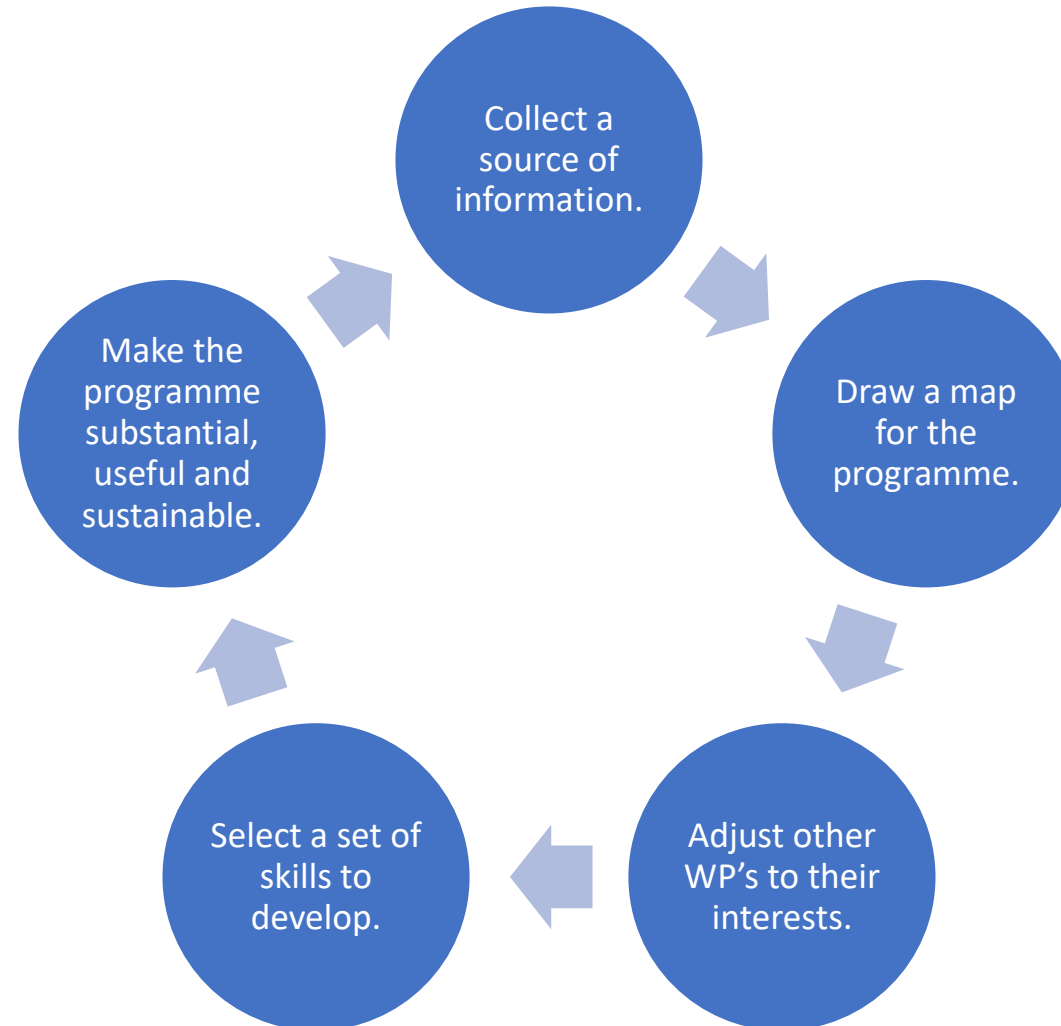 Collect a
source of
information.
Draw a map
for the
programme.
Adjust other
WP’s to their
interests.
Select a set of
skills to
develop.
Make the
programme
substantial,
useful and
sustainable.